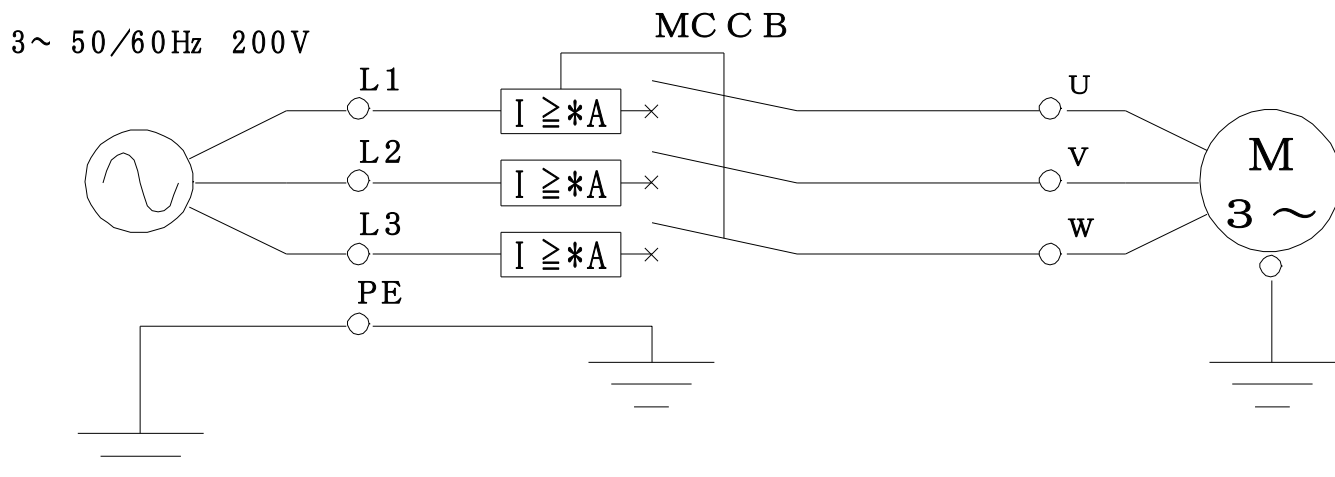 MCCB
3～ 50/60Hz 200V
L1
I ≧*A
U
L2
I ≧*A
V
M
3～
L3
I ≧*A
W
PE